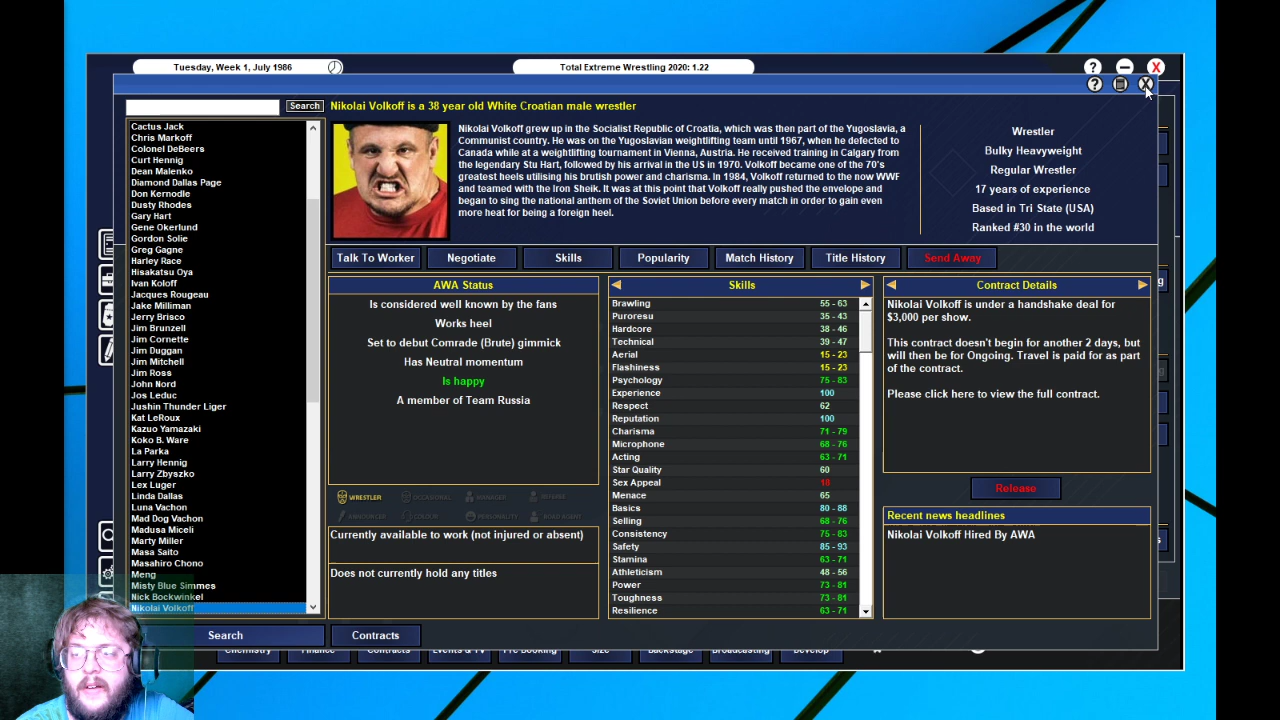 Tuesday, Week 1, July 1986
Total Extreme Wrestling 2020: 1.22
Search
Nikolai Volkoff is a 38 year old White Croatian male wrestler
Cactus Jack
Chris Markoff
Colonel DeBeers
Curt Hennig
Dean Malenko
Diamond Dallas Page
Don Kernodle
Dusty Rhodes
Gary Hart
Gene Okerlund
Gordon Solie
Greg Gagne
Harley Race
Hisakatsu Oya
Ivan Koloff
Jacques Rougeau
Jake Milliman
Jerry Brisco
Jim Brunzell
Jim Cornette
Jim Duggan
Jim Mitchell
Jim Ross
John Nord
Jos Leduc
Jushin Thunder Liger
Kat LeRoux
Kazuo Yamazaki
Koko B. Ware
La Parka
Larry Hennig
Larry Zbyszko
Lex Luger
Linda Dallas
Luna Vachon
Mad Dog Vachon
Madusa Miceli
Marty Miller
Masa Saito
Masahiro Chono
Meng
Misty Blue Simmes
Nick Bockwinkel
Nikolai Volkoff
Nikolai Volkoff grew up in the Socialist Republic of Croatia, which was then part of the Yugoslavia, a
Communist country. He was on the Yugoslavian weightlifting team until 1967, when he defected to
Canada while at a weightlifting tournament in Vienna, Austria. He received training in Calgary from
the legendary Stu Hart, followed by his arrival in the US in 1970. Volkoff became one of the 70's
greatest heels utilising his brutish power and charisma. In 1984, Volkoff returned to the now WWF
and teamed with the Iron Sheik. It was at this point that Volkoff really pushed the envelope and
began to sing the national anthem of the Soviet Union before every match in order to gain even
more heat for being a foreign heel.
Wrestler
Bulky Heavyweight
Regular Wrestler
17 years of experience
Based in Tri State (USA)
Ranked #30 in the world
Talk To Worker
Negotiate
Skills
Popularity
Match History
Title History
Send Away
AWA Status
Is considered well known by the fans
Works heel
Set to debut Comrade (Brute) gimmick
Has Neutral momentum
Is happy
A member of Team Russia
WRESTLER
OCCASIONAL
MANAGER
REFEREE
ANNOUNCER
COLOUR
PERSONALITY
ROAD AGENT
Currently available to work (not injured or absent)
Does not currently hold any titles
Skills
Brawling 55 - 63
Puroresu 35 - 43
Hardcore 38 - 46
Technical 39 - 47
Aerial 15 - 23
Flashiness 15 - 23
Psychology 75 - 83
Experience 100
Respect 62
Reputation 100
Charisma 71 - 79
Microphone 68 - 76
Acting 63 - 71
Star Quality 60
Sex Appeal 10
Menace 65
Basics 80 - 88
Selling 68 - 76
Consistency 75 - 83
Safety 85 - 93
Stamina 63 - 71
Athleticism 48 - 56
Power 73 - 81
Toughness 73 - 81
Resilience 63 - 71
Contract Details
Nikolai Volkoff is under a handshake deal for
$3,000 per show.
This contract doesn't begin for another 2 days, but
will then be for Ongoing. Travel is paid for as part
of the contract.
Please click here to view the full contract.
Release
Recent news headlines
Nikolai Volkoff Hired By AWA
Search
Contracts
Chemistry
Finance
Contracts
Events & TV
Pre Booking
Size
Backstage
Broadcasting
Develop